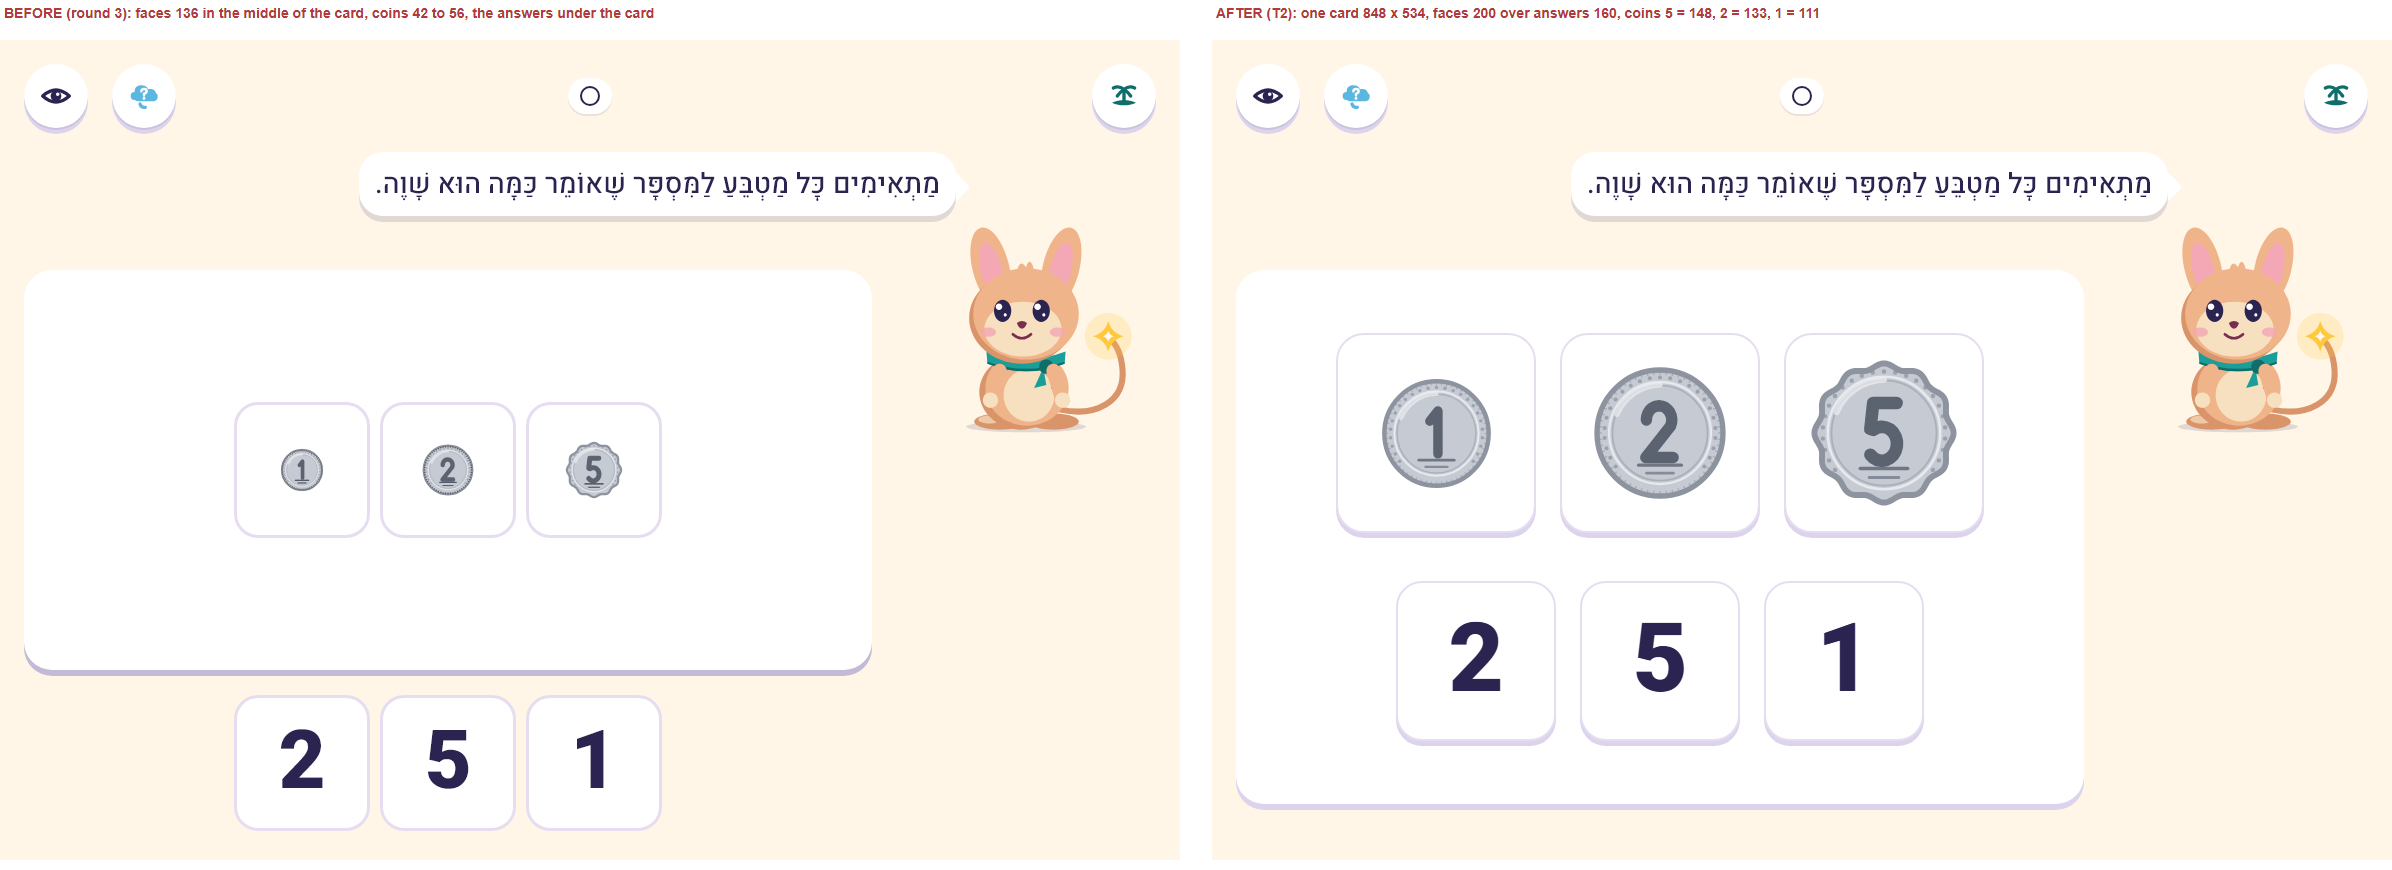 BEFORE (round 3): faces 136 in the middle of the card, coins 42 to 56, the answers under the card
?
מַתְאִימִים כָּל מַטְבֵּעַ לַמִּסְפָּר שֶׁאוֹמֵר כַּמָּה הוּא שָׁוֶה.
1 2 5
2 5 1
AFTER (T2): one card 848 x 534, faces 200 over answers 160, coins 5 = 148, 2 = 133, 1 = 111
?
מַתְאִימִים כָּל מַטְבֵּעַ לַמִּסְפָּר שֶׁאוֹמֵר כַּמָּה הוּא שָׁוֶה.
1 2 5
2 5 1